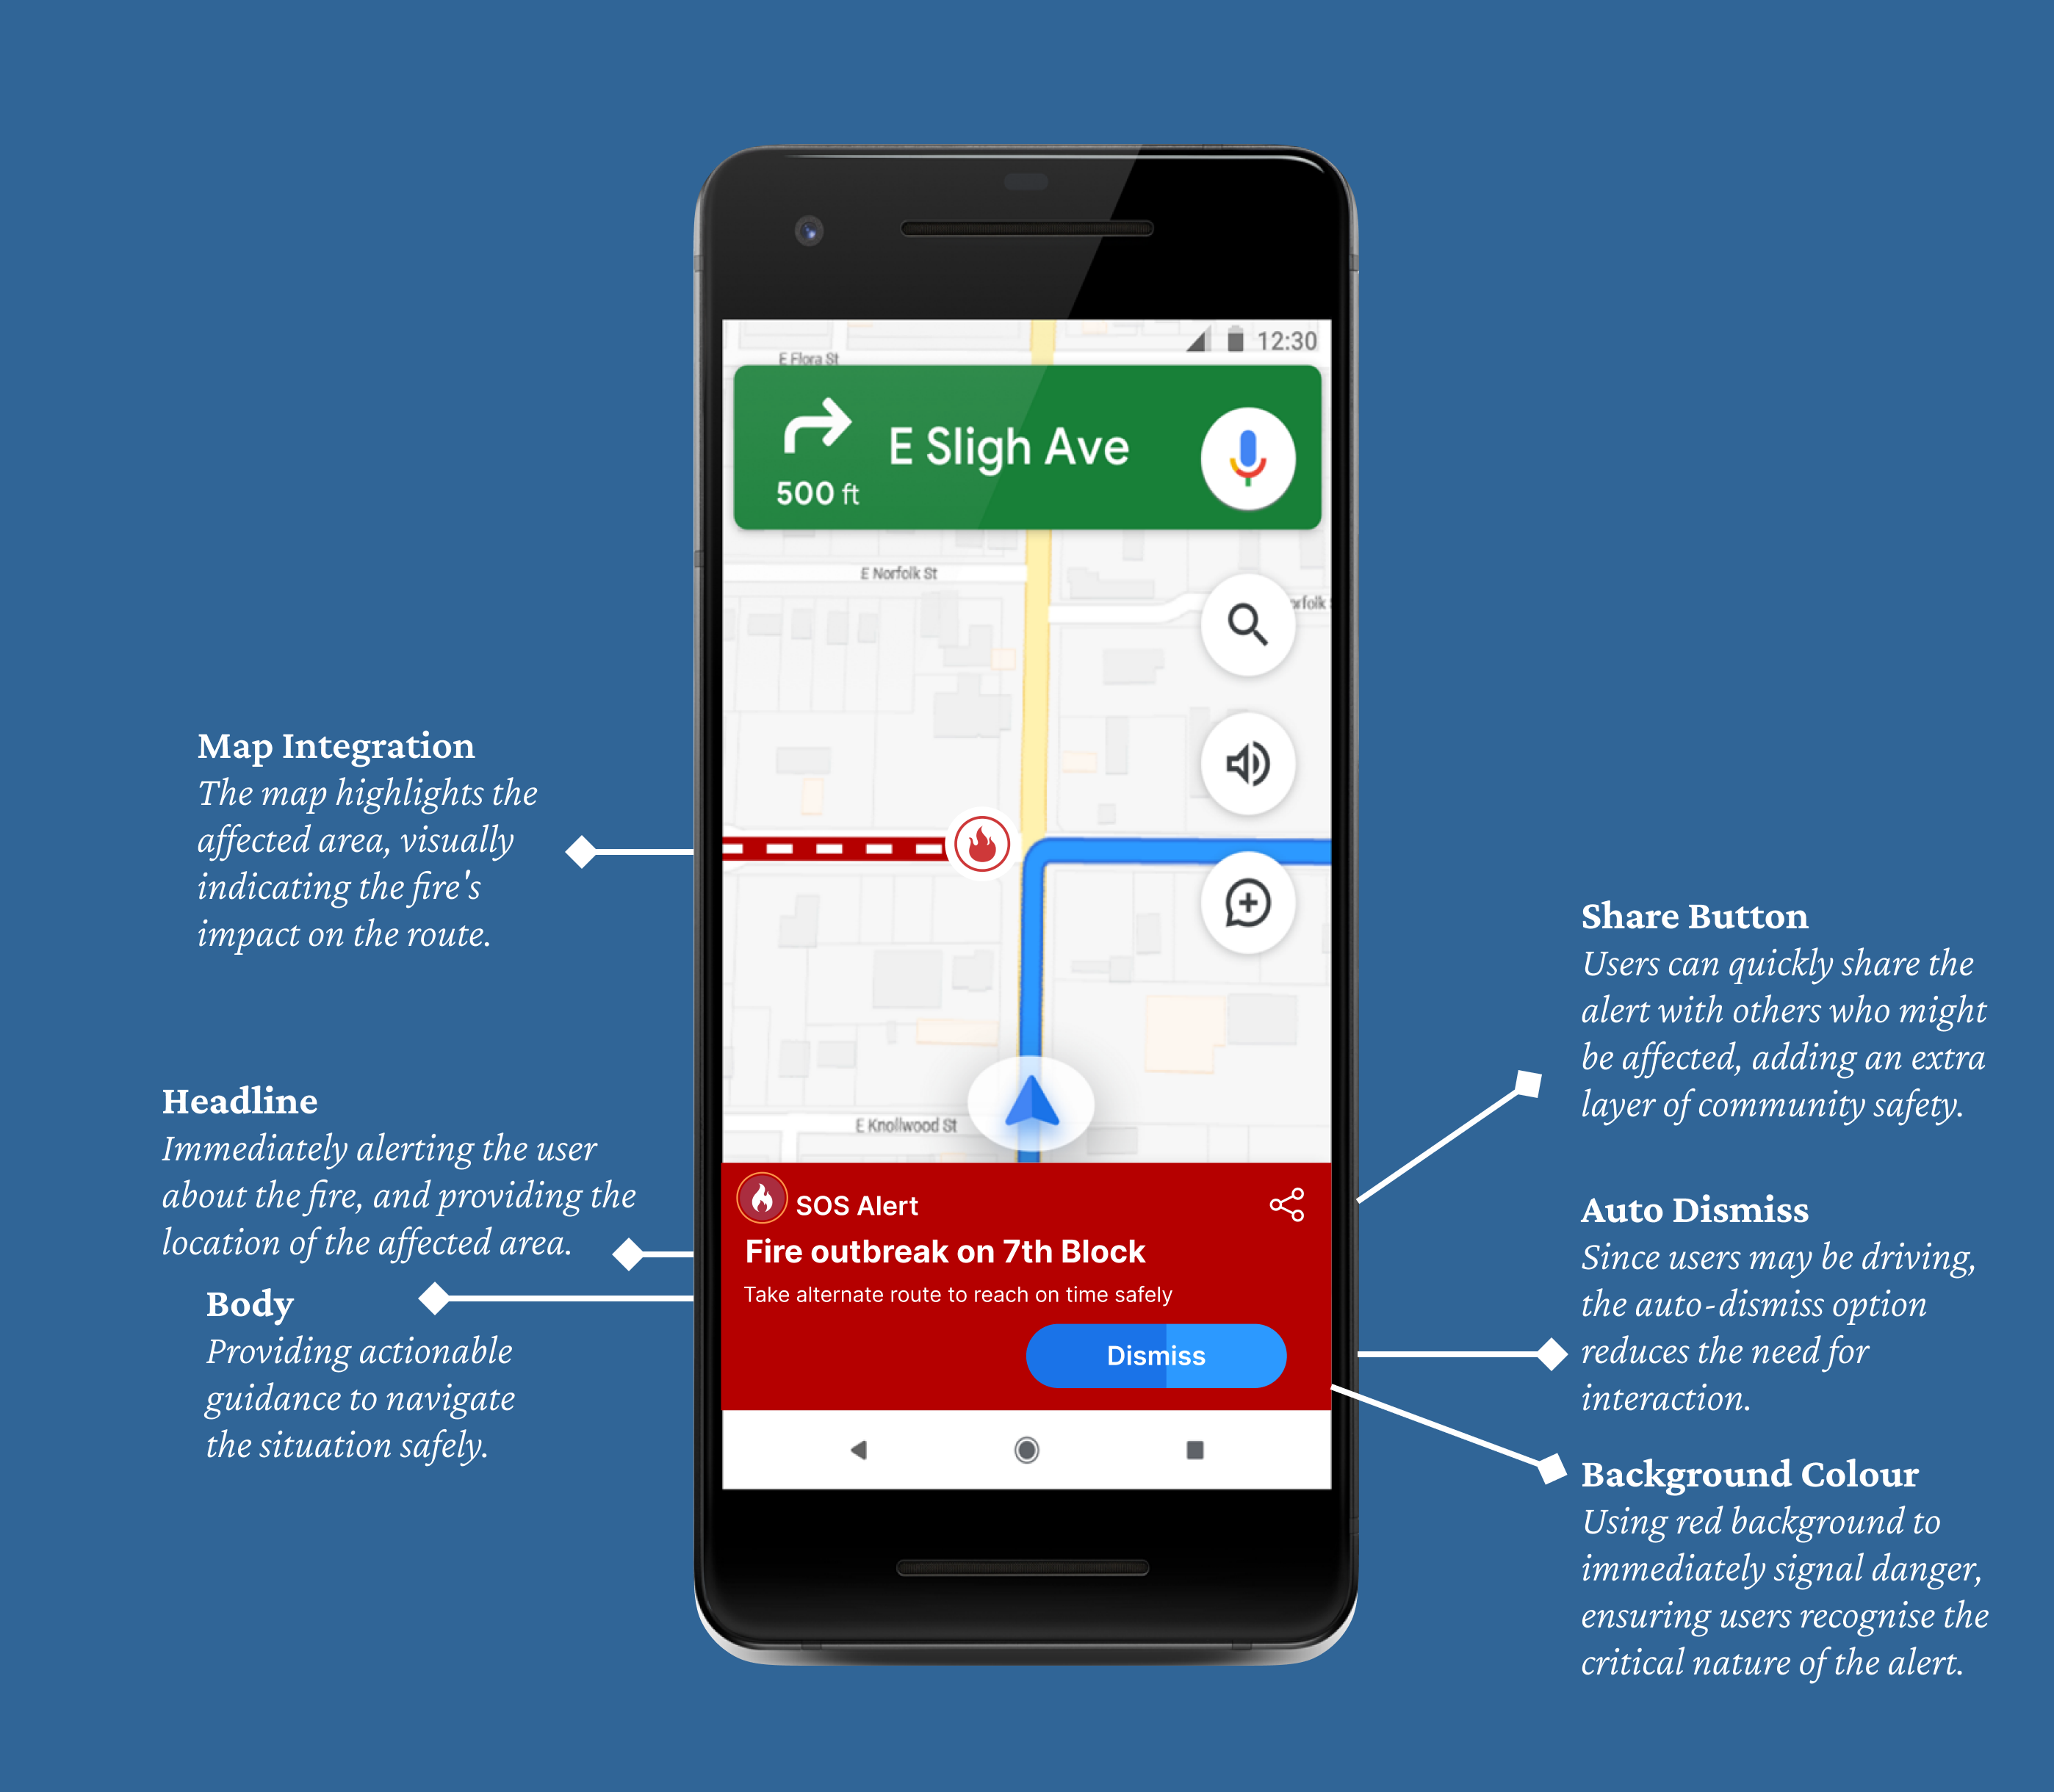 12:30
E Flora St
E Sligh Ave
500 ft
E Norfolk St
orfolk
Map Integration
The map highlights the
affected area, visually
indicating the fire's
impact on the route.
Headline
Immediately alerting the user
about the fire, and providing the
location of the affected area.
Body
Providing actionable
guidance to navigate
the situation safely.
E Knollwood St
SOS Alert
Fire outbreak on 7th Block
Take alternate route to reach on time safely
Dismiss
Share Button
Users can quickly share the
alert with others who might
be affected, adding an extra
layer of community safety.
Auto Dismiss
Since users may be driving,
the auto-dismiss option
reduces the need for
interaction.
Background Colour
Using red background to
immediately signal danger,
ensuring users recognise the
critical nature of the alert.